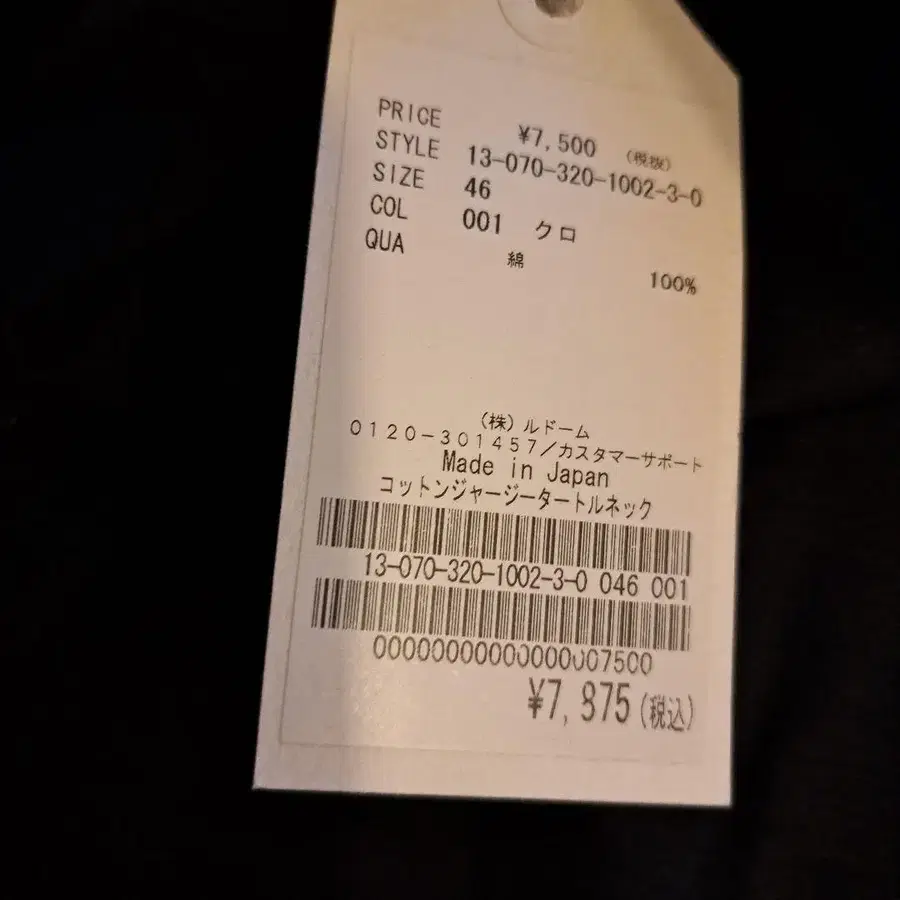 PRICE ¥7,500 (税抜)
STYLE 13-070-320-1002-3-0
SIZE 46
COL 001 クロ
QUA 綿 100%
(株)ルドーム
0120-301457/カスタマーサポート
Made in Japan
コットンジャージータートルネック
13-070-320-1002-3-0 046 001
00000000000000007500
¥7,875(税込)